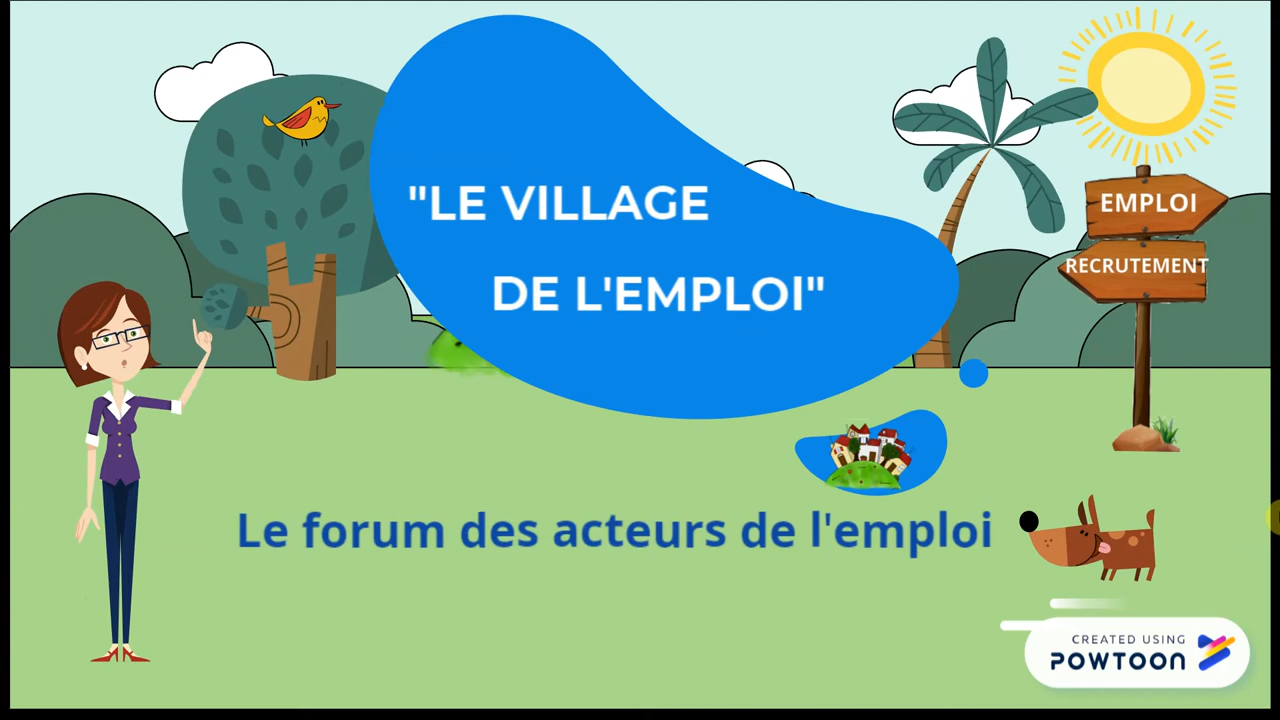 "LE VILLAGE
DE L'EMPLOI"
EMPLOI
RECRUTEMENT
Le forum des acteurs de l'emploi
CREATED USING
POWTOON